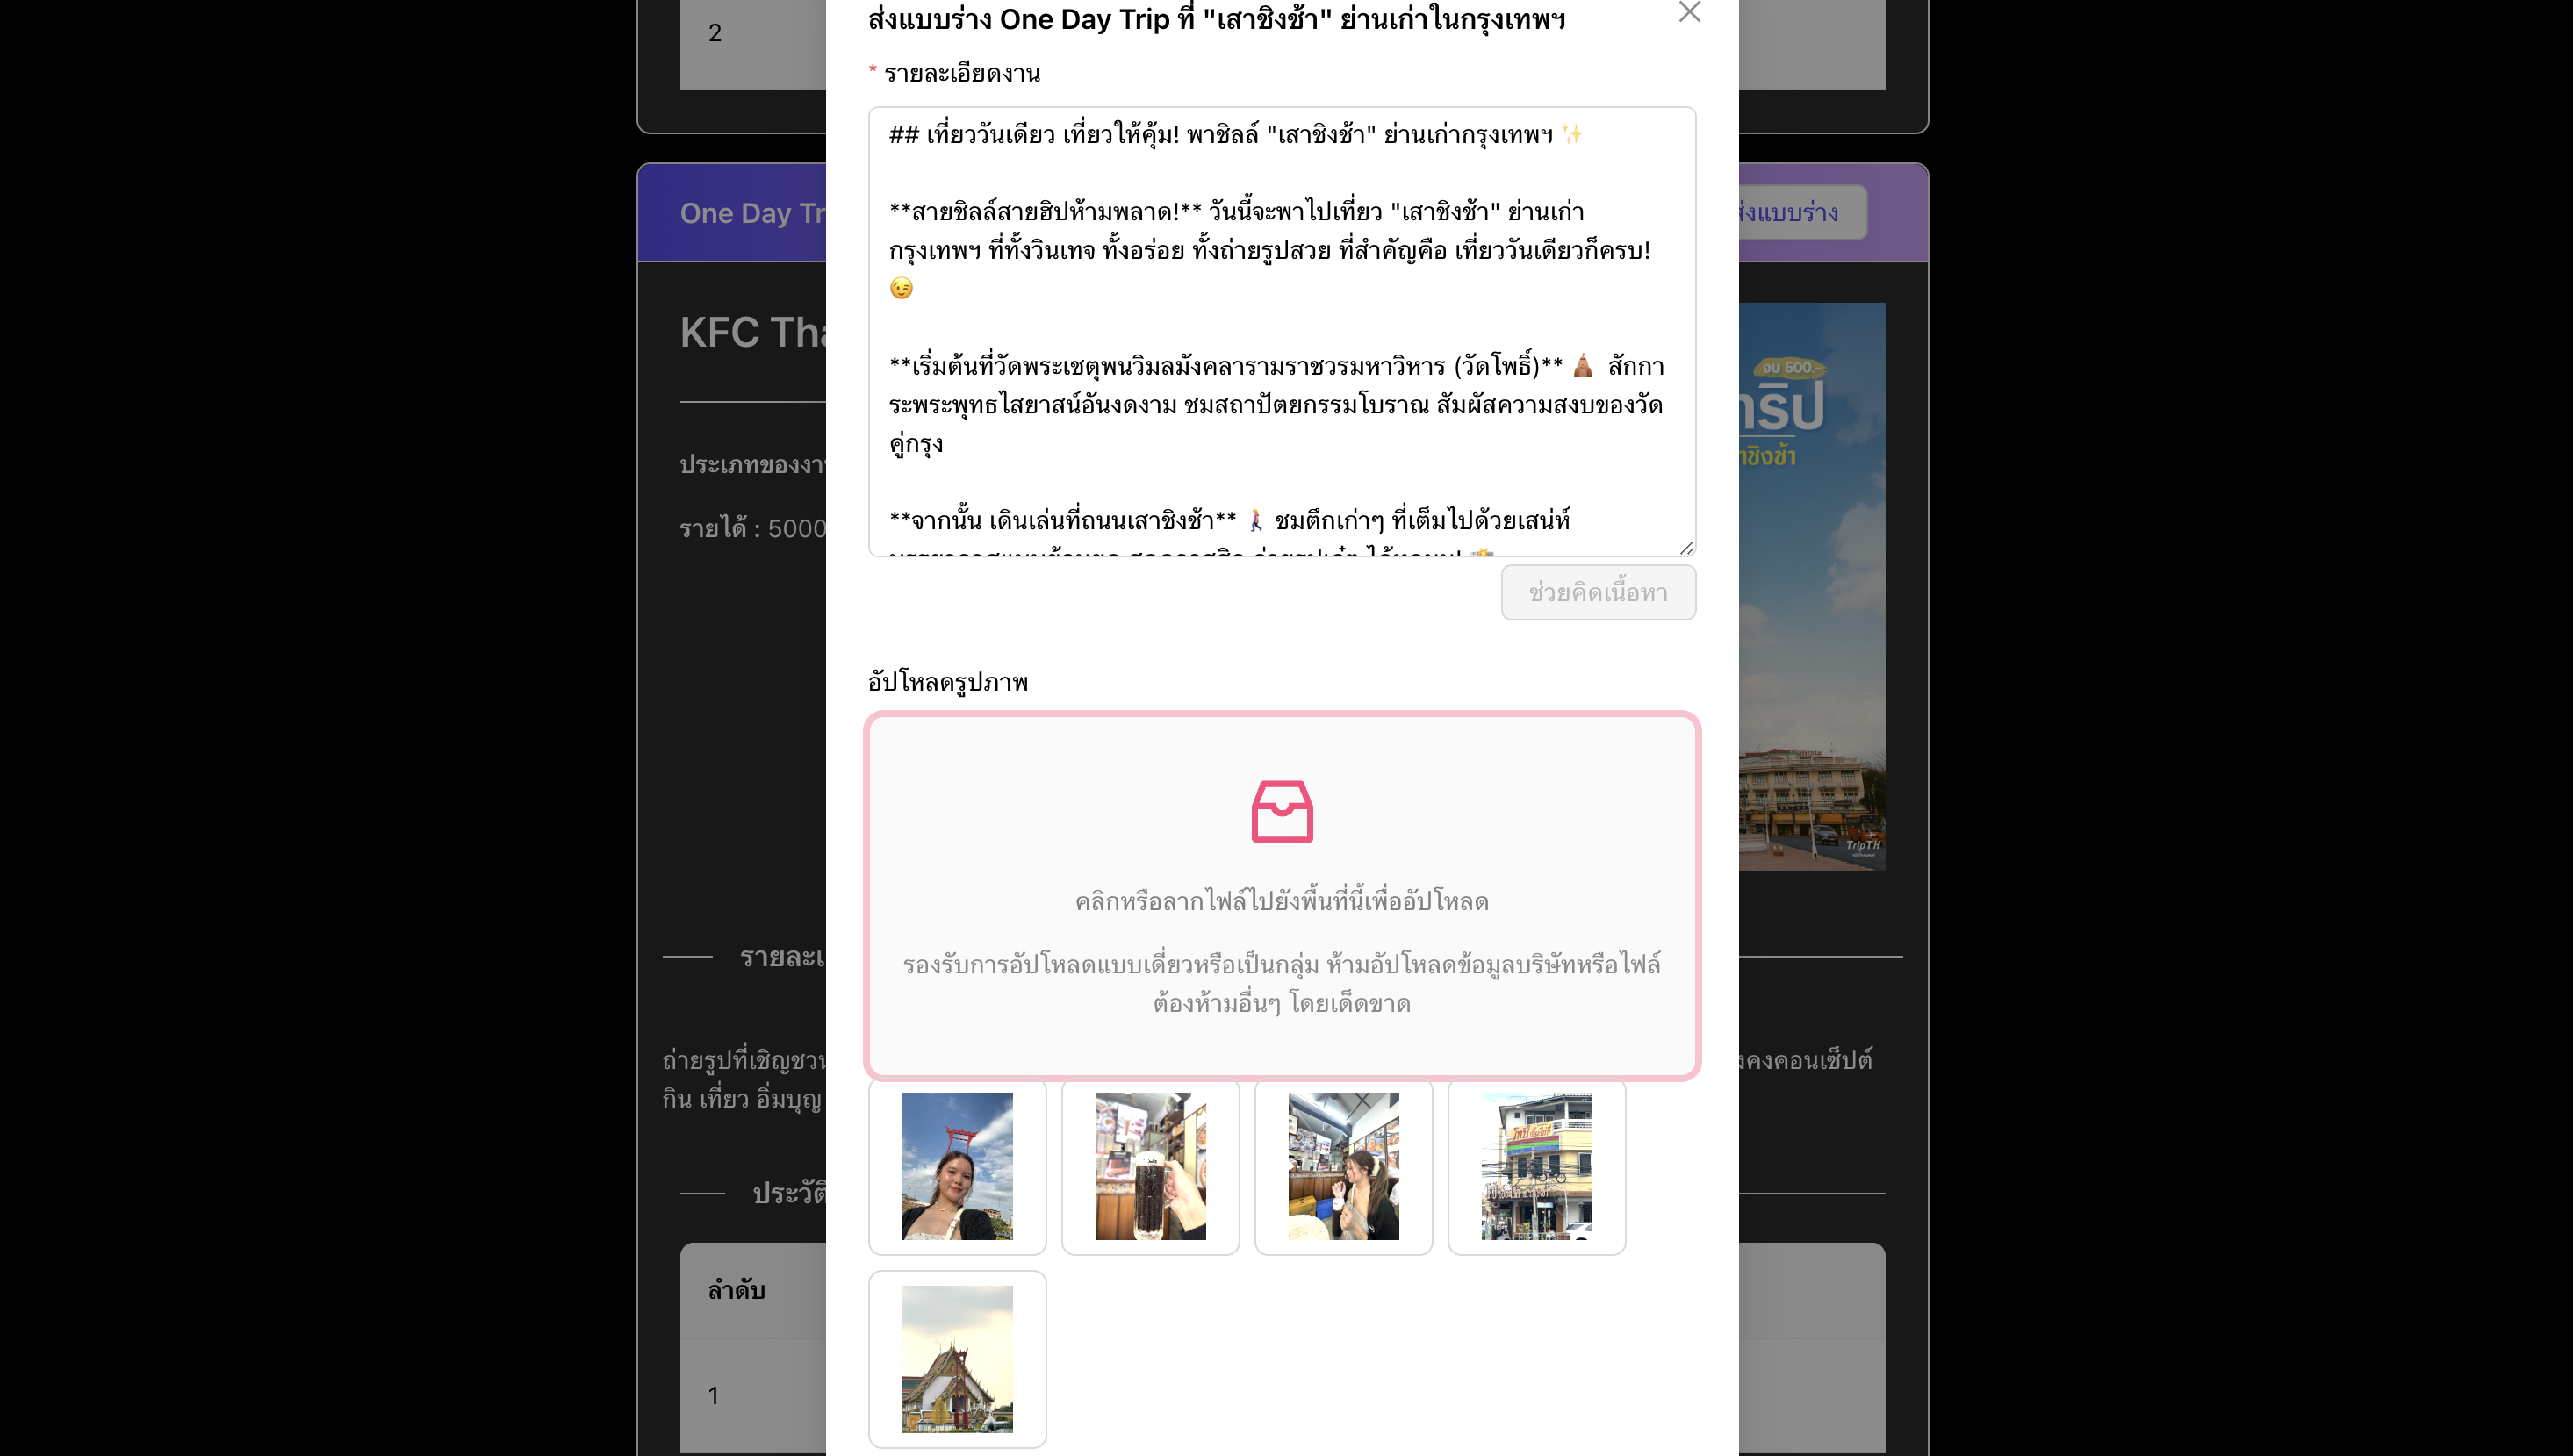 2
ส่งแบบร่าง One Day Trip ที่ "เสาชิงช้า" ย่านเก่าในกรุงเทพฯ
* รายละเอียดงาน
## เที่ยววันเดียว เที่ยวให้คุ้ม! พาชิลล์ "เสาชิงช้า" ย่านเก่ากรุงเทพฯ ✨
**สายชิลล์สายฮิปห้ามพลาด!** วันนี้จะพาไปเที่ยว "เสาชิงช้า" ย่านเก่า
กรุงเทพฯ ที่ทั้งวินเทจ ทั้งอร่อย ทั้งถ่ายรูปสวย ที่สำคัญคือ เที่ยววันเดียวก็ครบ!
😉
**เริ่มต้นที่วัดพระเชตุพนวิมลมังคลารามราชวรมหาวิหาร (วัดโพธิ์)** 🛕 สักกา
ระพระพุทธไสยาสน์อันงดงาม ชมสถาปัตยกรรมโบราณ สัมผัสความสงบของวัด
คู่กรุง
**จากนั้น เดินเล่นที่ถนนเสาชิงช้า** 🚶‍♀️ ชมตึกเก่าๆ ที่เต็มไปด้วยเสน่ห์
ช่วยคิดเนื้อหา
อัปโหลดรูปภาพ
คลิกหรือลากไฟล์ไปยังพื้นที่นี้เพื่ออัปโหลด
รองรับการอัปโหลดแบบเดี่ยวหรือเป็นกลุ่ม ห้ามอัปโหลดข้อมูลบริษัทหรือไฟล์
ต้องห้ามอื่นๆ โดยเด็ดขาด
One Day Tr
ส่งแบบร่าง
KFC Tha
ประเภทของงา
รายได้ : 5000
งบ 500.-
ทริป
าชิงช้า
TripTH
รายละเ
ถ่ายรูปที่เชิญชวน
งคงคอนเซ็ปต์
กิน เที่ยว อิ่มบุญ
ประวัติ
ลำดับ
1